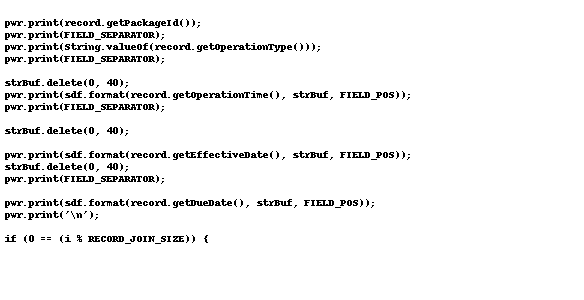 pwr.print(record.getPackageId());
pwr.print(FIELD_SEPARATOR);
pwr.print(String.valueOf(record.getOperationType()));
pwr.print(FIELD_SEPARATOR);
strBuf.delete(0, 40);
pwr.print(sdf.format(record.getOperationTime(), strBuf, FIELD_POS));
pwr.print(FIELD_SEPARATOR);
strBuf.delete(0, 40);
pwr.print(sdf.format(record.getEffectiveDate(), strBuf, FIELD_POS));
strBuf.delete(0, 40);
pwr.print(FIELD_SEPARATOR);
pwr.print(sdf.format(record.getDueDate(), strBuf, FIELD_POS));
pwr.print('\n');
if (0 == (i % RECORD_JOIN_SIZE)) {